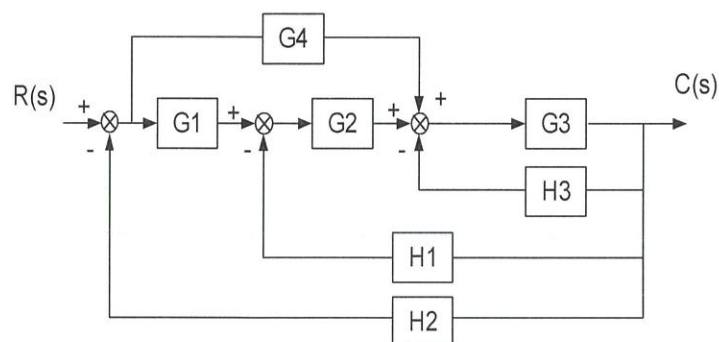 G4
R(s)
+
+
C(s)
G1
+
G2
+
G3
-
-
-
H3
H1
H2